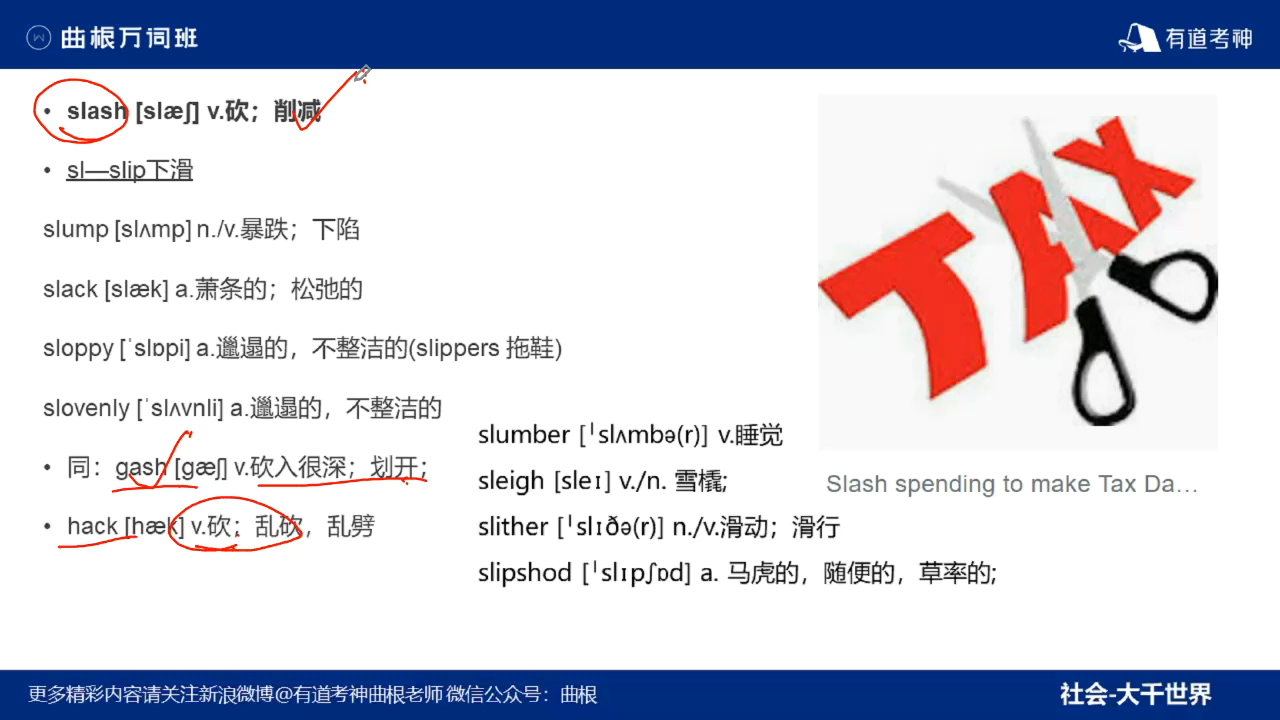 曲根万词班
有道考神
• slash [slæʃ] v.砍；削减
• sl—slip下滑
slump [slʌmp] n./v.暴跌；下陷
slack [slæk] a.萧条的；松弛的
sloppy [ˈslɒpi] a.邋遢的，不整洁的(slippers 拖鞋)
slovenly [ˈslʌvnli] a.邋遢的，不整洁的
• 同：gash [gæʃ] v.砍入很深；划开；
• hack [hæk] v.砍；乱砍，乱劈
slumber [ˈslʌmbə(r)] v.睡觉
sleigh [sleɪ] v./n. 雪橇;
slither [ˈslɪðə(r)] n./v.滑动；滑行
slipshod [ˈslɪpʃɒd] a. 马虎的，随便的，草率的;
TAX
Slash spending to make Tax Da…
更多精彩内容请关注新浪微博@有道考神曲根老师 微信公众号：曲根
社会-大千世界